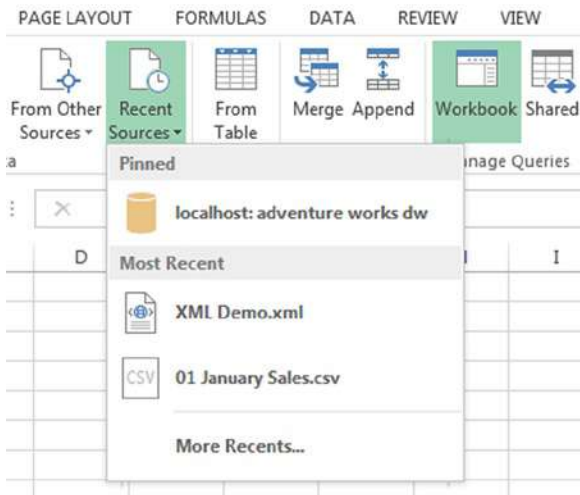 PAGE LAYOUT FORMULAS DATA REVIEW VIEW
From Other Sources
Recent Sources
From Table
Merge
Append
Workbook
Shared
a
anage Queries
Pinned
localhost: adventure works dw
D
I
Most Recent
XML Demo.xml
CSV
01 January Sales.csv
More Recents...